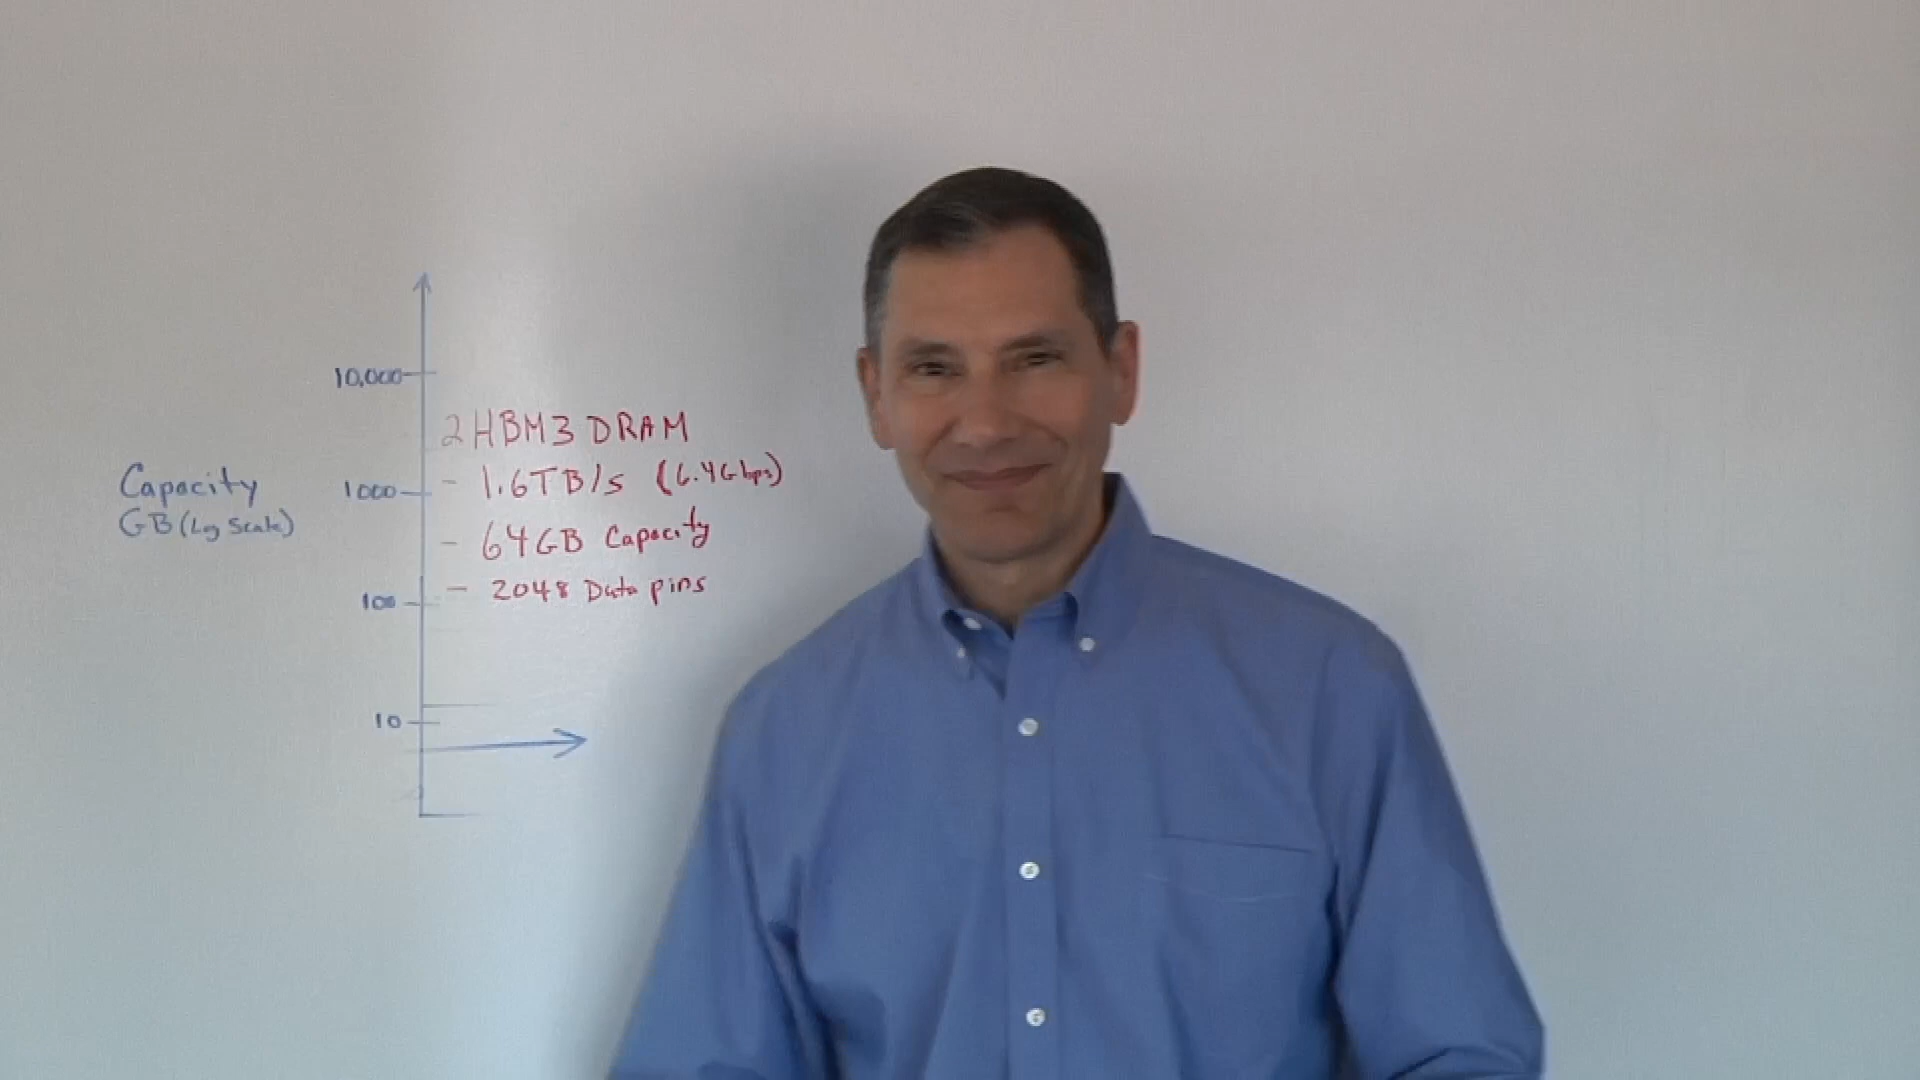 10,000
2 HBM3 DRAM
Capacity
GB (Log Scale)
1000
- 1.6TB/s (6.4Gbps)
- 64GB Capacity
100
- 2048 Data pins
10